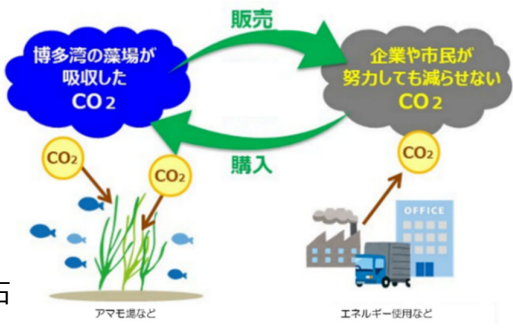 販売
博多湾の藻場が
吸収した
CO2
企業や市民が
努力しても減らせない
CO2
購入
CO2
CO2
CO2
OFFICE
石
アマモ場など
エネルギー使用など